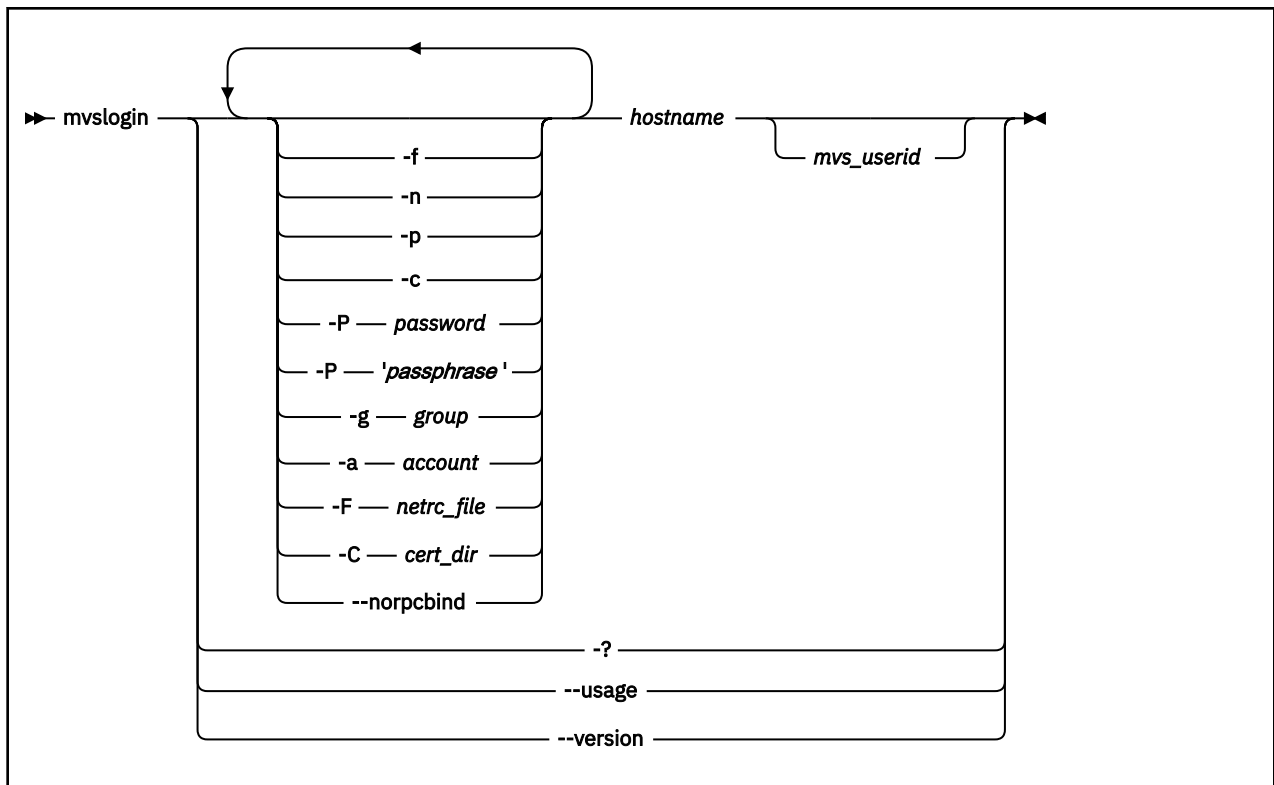 mvslogin hostname
mvs_userid
-f
-n
-p
-c
-P password
-P 'passphrase '
-g group
-a account
-F netrc_file
-C cert_dir
--norpcbind
-?
--usage
--version